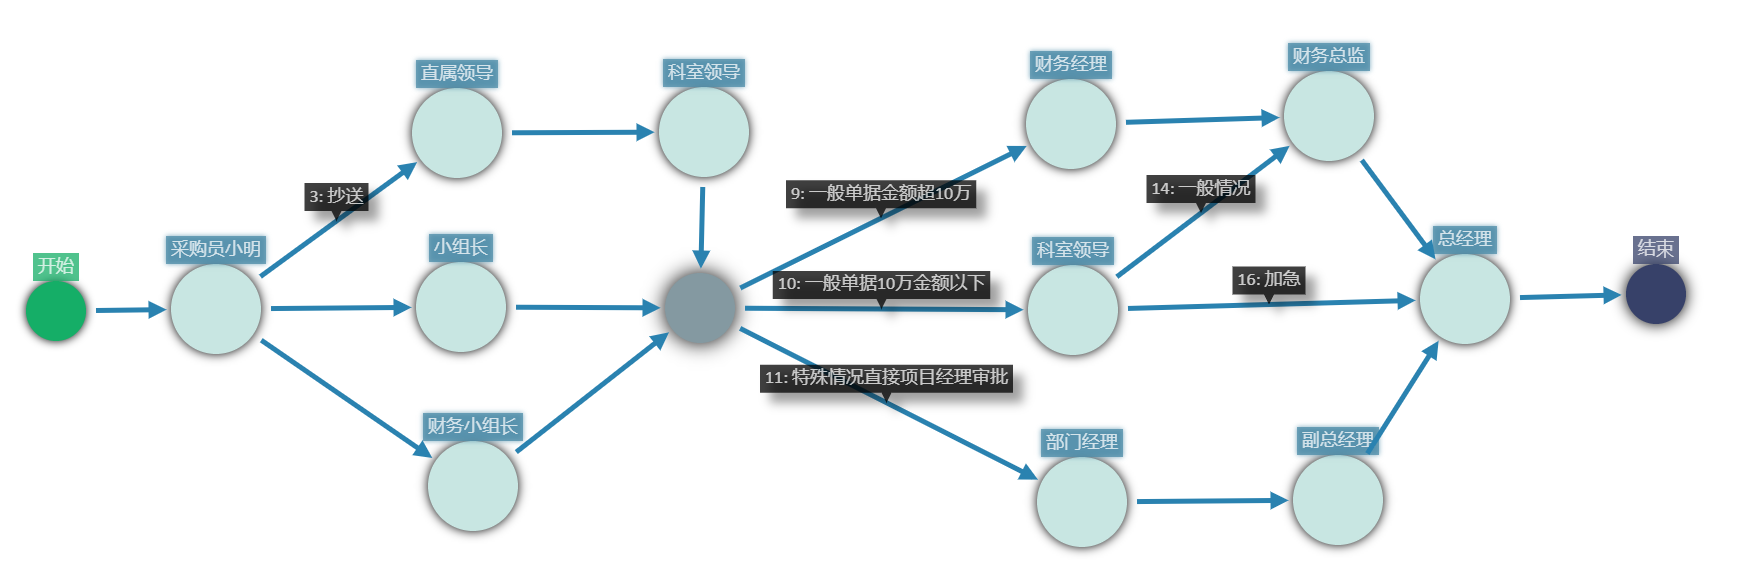 开始
采购员小明
3: 抄送
直属领导
科室领导
小组长
财务小组长
9: 一般单据金额超10万
10: 一般单据10万金额以下
11: 特殊情况直接项目经理审批
财务经理
科室领导
部门经理
14: 一般情况
16: 加急
财务总监
副总经理
总经理
结束